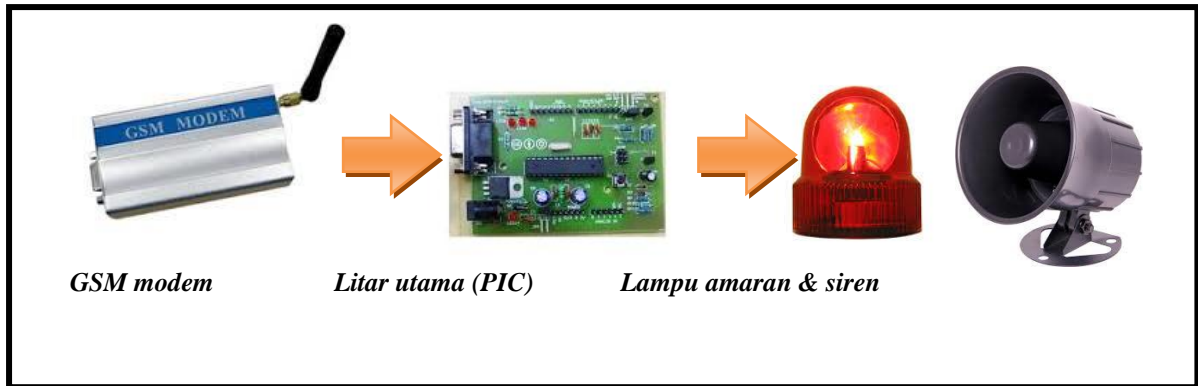 GSM MODEM
GSM modem
Litar utama (PIC)
Lampu amaran & siren